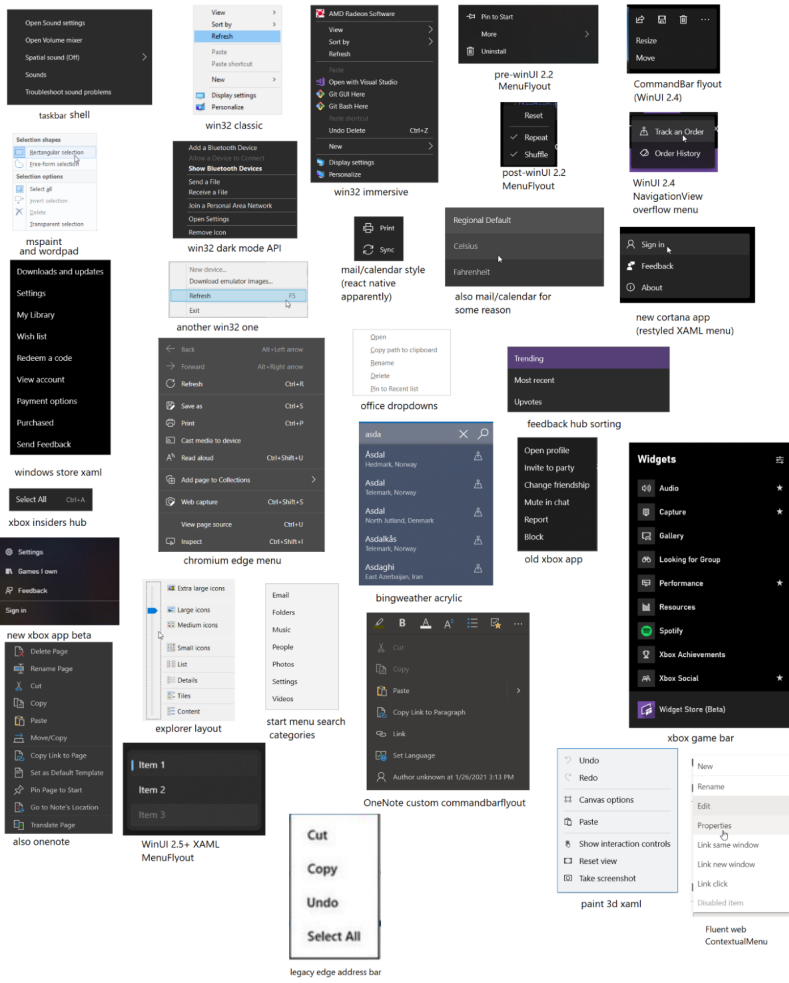 Open Sound settings
Open Volume mixer
Spatial sound (Off)
Sounds
Troubleshoot sound problems
taskbar shell
View
Sort by
Refresh
Paste
Paste shortcut
New
Display settings
Personalize
win32 classic
AMD Radeon Software
View
Sort by
Refresh
Paste
Open with Visual Studio
Git GUI Here
Git Bash Here
Paste shortcut
Undo Delete Ctrl+Z
New
Display settings
Personalize
win32 immersive
Pin to Start
More
Uninstall
pre-winUI 2.2
MenuFlyout
Resize
Move
CommandBar flyout
(WinUI 2.4)
Selection shapes
Rectangular selection
Free-form selection
Selection options
Select all
Invert selection
Delete
Transparent selection
mspaint
and wordpad
Add a Bluetooth Device
Allow a Device to Connect
Show Bluetooth Devices
Send a File
Receive a File
Join a Personal Area Network
Open Settings
Remove Icon
win32 dark mode API
Reset
Repeat
Shuffle
post-winUI 2.2
MenuFlyout
Track an Order
Order History
WinUI 2.4
NavigationView
overflow menu
Print
Sync
mail/calendar style
(react native
apparently)
Regional Default
Celsius
Fahrenheit
also mail/calendar for
some reason
Sign in
Feedback
About
new cortana app
(restyled XAML menu)
Downloads and updates
Settings
My Library
Wish list
Redeem a code
View account
Payment options
Purchased
Send Feedback
windows store xaml
New device...
Download emulator images...
Refresh F5
Exit
another win32 one
Back Alt+Left arrow
Forward Alt+Right arrow
Refresh Ctrl+R
Save as Ctrl+S
Print Ctrl+P
Cast media to device
Read aloud Ctrl+Shift+U
Add page to Collections
Web capture Ctrl+Shift+S
View page source Ctrl+U
Inspect Ctrl+Shift+I
chromium edge menu
Open
Copy path to clipboard
Rename
Delete
Pin to Recent list
office dropdowns
Trending
Most recent
Upvotes
feedback hub sorting
asda
Åsdal
Hedmark, Norway
Asdal
Telemark, Norway
Asdal
North Jutland, Denmark
Asdalkås
Telemark, Norway
Asdaghi
East Azerbaijan, Iran
bingweather acrylic
Open profile
Invite to party
Change friendship
Mute in chat
Report
Block
old xbox app
Widgets
Audio
Capture
Gallery
Looking for Group
Performance
Resources
Spotify
Xbox Achievements
Xbox Social
Widget Store (Beta)
xbox game bar
Select All Ctrl+A
xbox insiders hub
Settings
Games I own
Feedback
Sign in
new xbox app beta
Extra large icons
Large icons
Medium icons
Small icons
List
Details
Tiles
Content
explorer layout
Email
Folders
Music
People
Photos
Settings
Videos
start menu search
categories
B A
Cut
Copy
Paste
Copy Link to Paragraph
Link
Set Language
Author unknown at 1/26/2021 3:13 PM
OneNote custom commandbarflyout
Delete Page
Rename Page
Cut
Copy
Paste
Move/Copy
Copy Link to Page
Set as Default Template
Pin Page to Start
Go to Note's Location
Translate Page
also onenote
Item 1
Item 2
Item 3
WinUI 2.5+ XAML
MenuFlyout
Cut
Copy
Undo
Select All
legacy edge address bar
Undo
Redo
Canvas options
Paste
Show interaction controls
Reset view
Take screenshot
paint 3d xaml
New
Rename
Edit
Properties
Link same window
Link new window
Link click
Disabled item
Fluent web
ContextualMenu